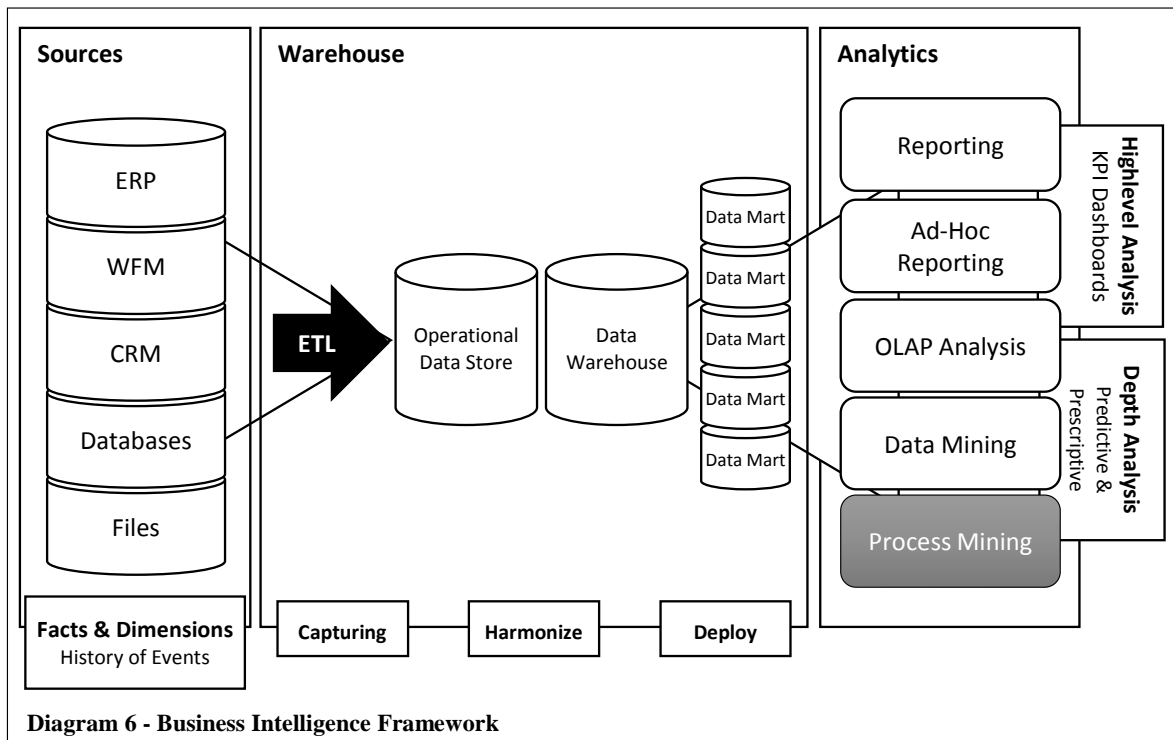 Sources
ERP
WFM
CRM
Databases
Files
Facts & Dimensions
History of Events
Warehouse
ETL
Operational
Data Store
Data
Warehouse
Data Mart
Data Mart
Data Mart
Data Mart
Data Mart
Capturing
Harmonize
Deploy
Analytics
Reporting
Ad-Hoc
Reporting
OLAP Analysis
Data Mining
Process Mining
Highlevel Analysis
KPI Dashboards
Depth Analysis
Predictive &
Prescriptive
Diagram 6 - Business Intelligence Framework